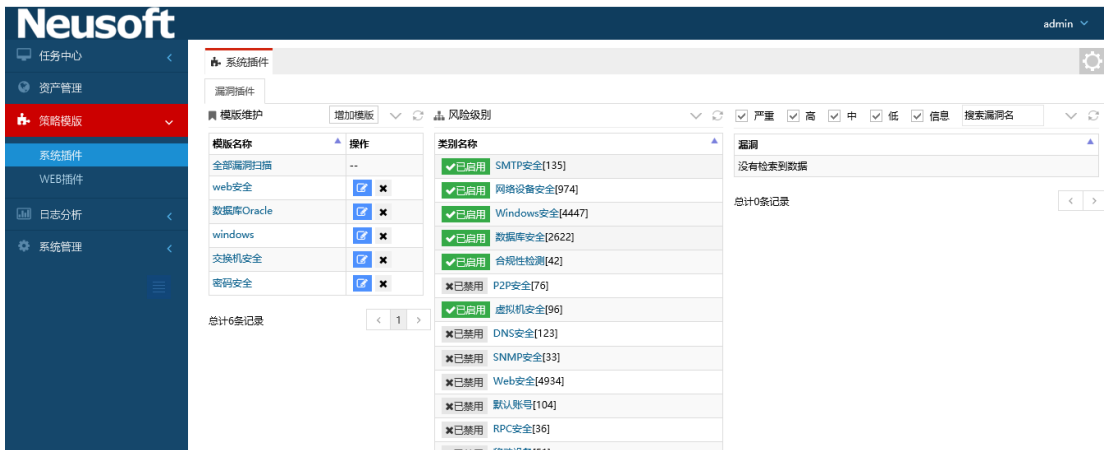 Neusoft
admin
任务中心
资产管理
策略模版
系统插件
WEB插件
日志分析
系统管理
系统插件
漏洞插件
模版维护 增加模版
模版名称 操作
全部漏洞扫描 --
web安全
数据库Oracle
windows
交换机安全
密码安全
总计6条记录 < 1 >
风险级别
类别名称
已启用 SMTP安全[135]
已启用 网络设备安全[974]
已启用 Windows安全[4447]
已启用 数据库安全[2622]
已启用 合规性检测[42]
已禁用 P2P安全[76]
已启用 虚拟机安全[96]
已禁用 DNS安全[123]
已禁用 SNMP安全[33]
已禁用 Web安全[4934]
已禁用 默认账号[104]
已禁用 RPC安全[36]
严重 高 中 低 信息 搜索漏洞名
漏洞
没有检索到数据
总计0条记录 < >